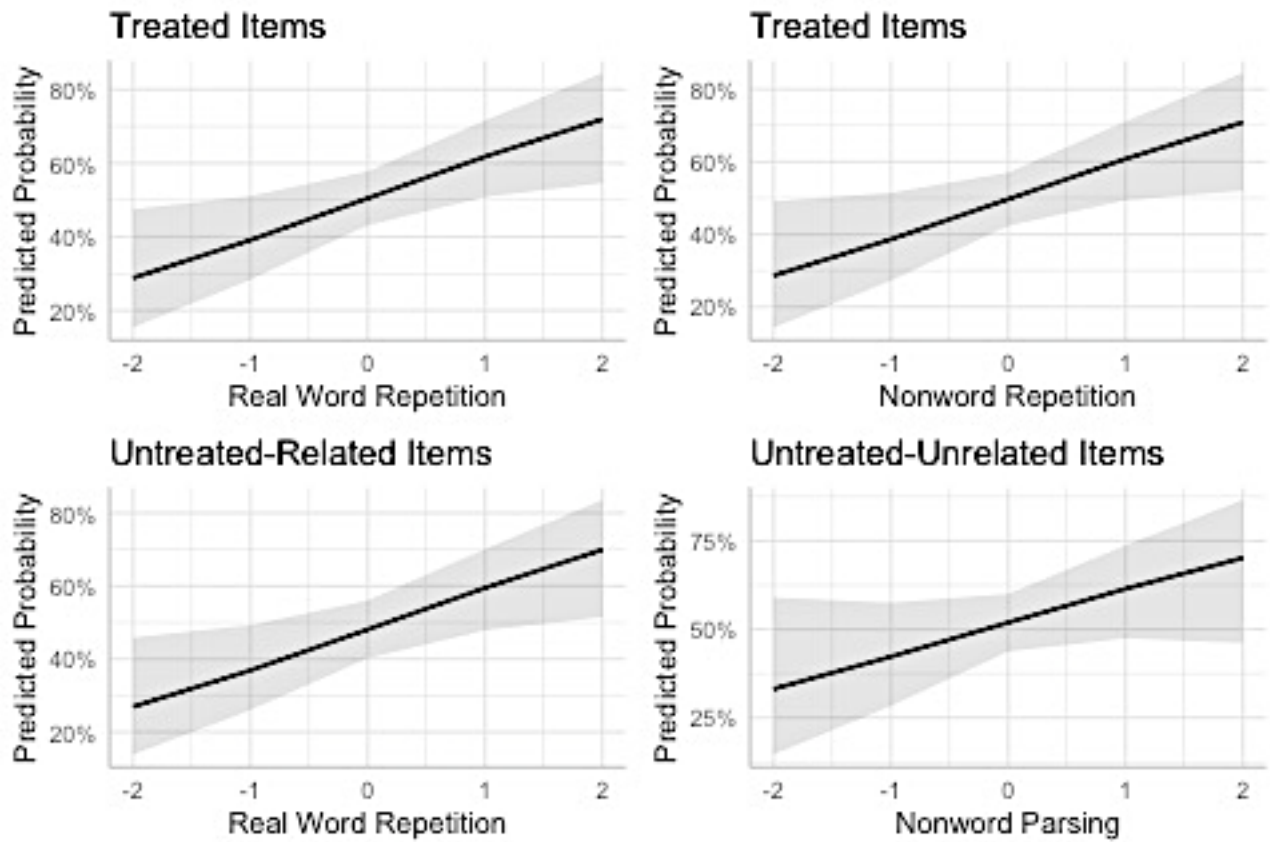 Treated Items
Predicted Probability
80%
60%
40%
20%
-2 -1 0 1 2
Real Word Repetition
Treated Items
Predicted Probability
80%
60%
40%
20%
-2 -1 0 1 2
Nonword Repetition
Untreated-Related Items
Predicted Probability
80%
60%
40%
20%
-2 -1 0 1 2
Real Word Repetition
Untreated-Unrelated Items
Predicted Probability
75%
50%
25%
-2 -1 0 1 2
Nonword Parsing